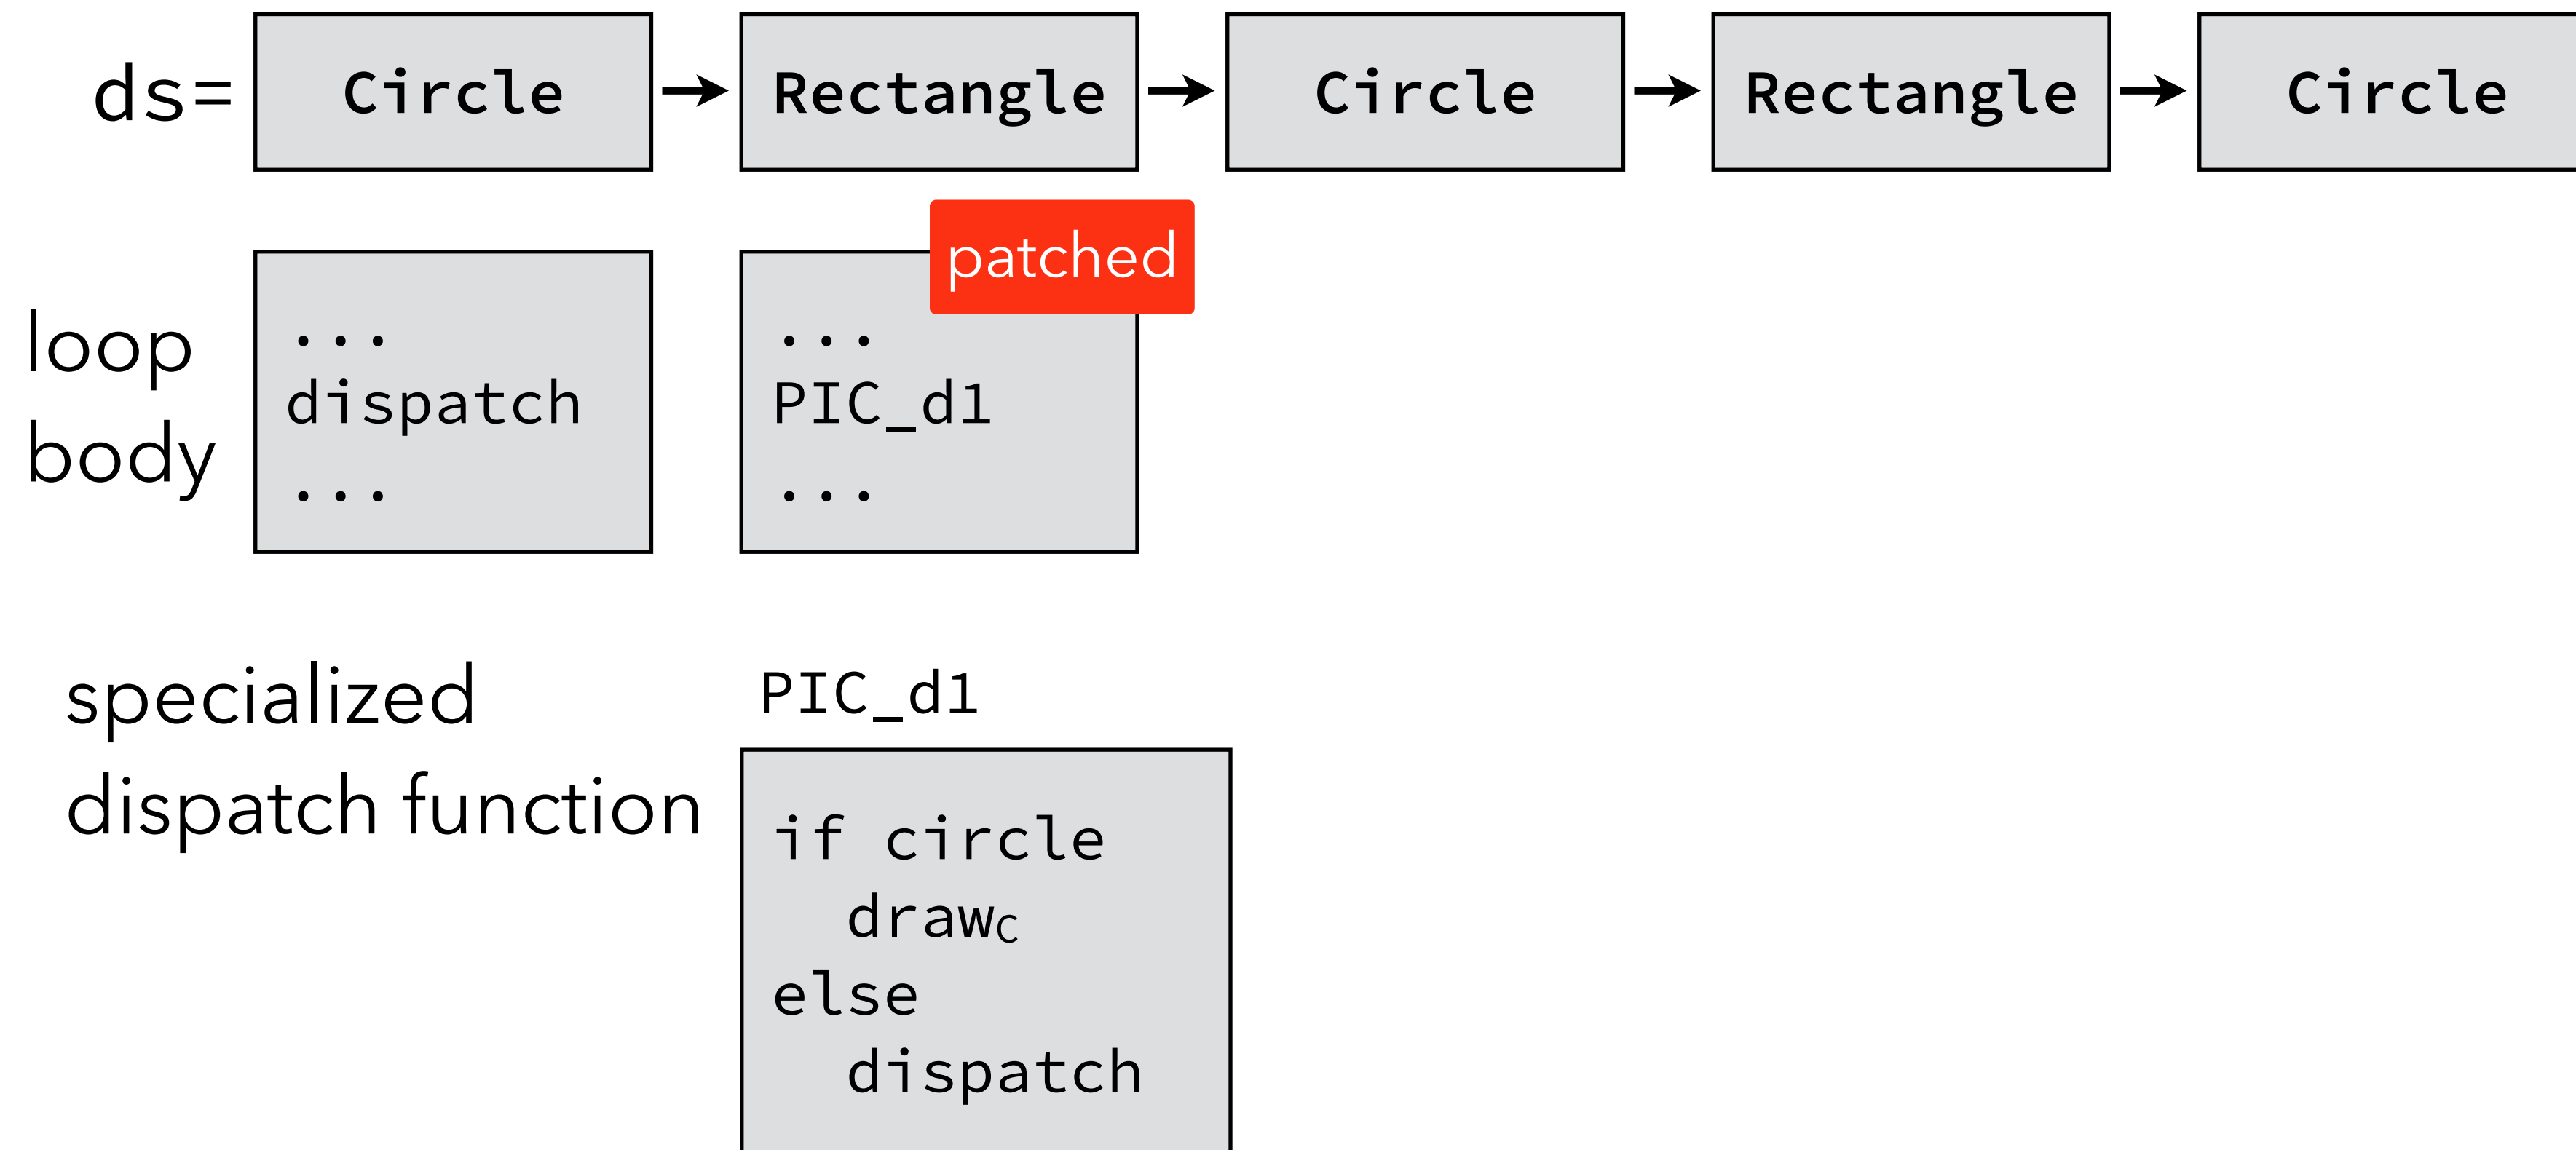 ds= Circle → Rectangle → Circle → Rectangle → Circle
patched
loop
body
...
dispatch
...
...
PIC_d1
...
specialized
dispatch function
PIC_d1
if circle
  drawC
else
  dispatch